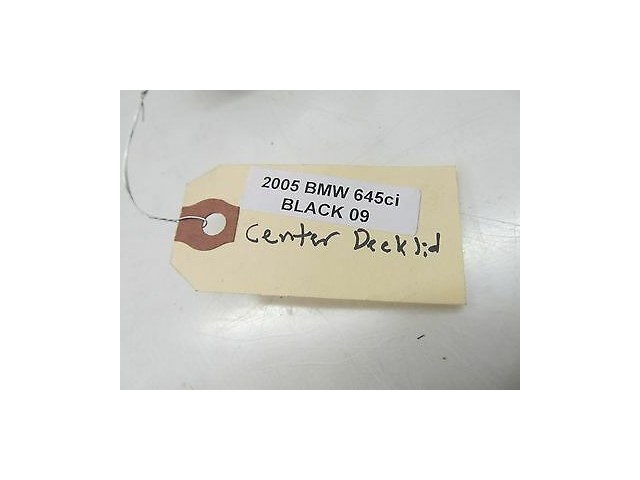 2005 BMW 645ci
BLACK 09
Center Decklid